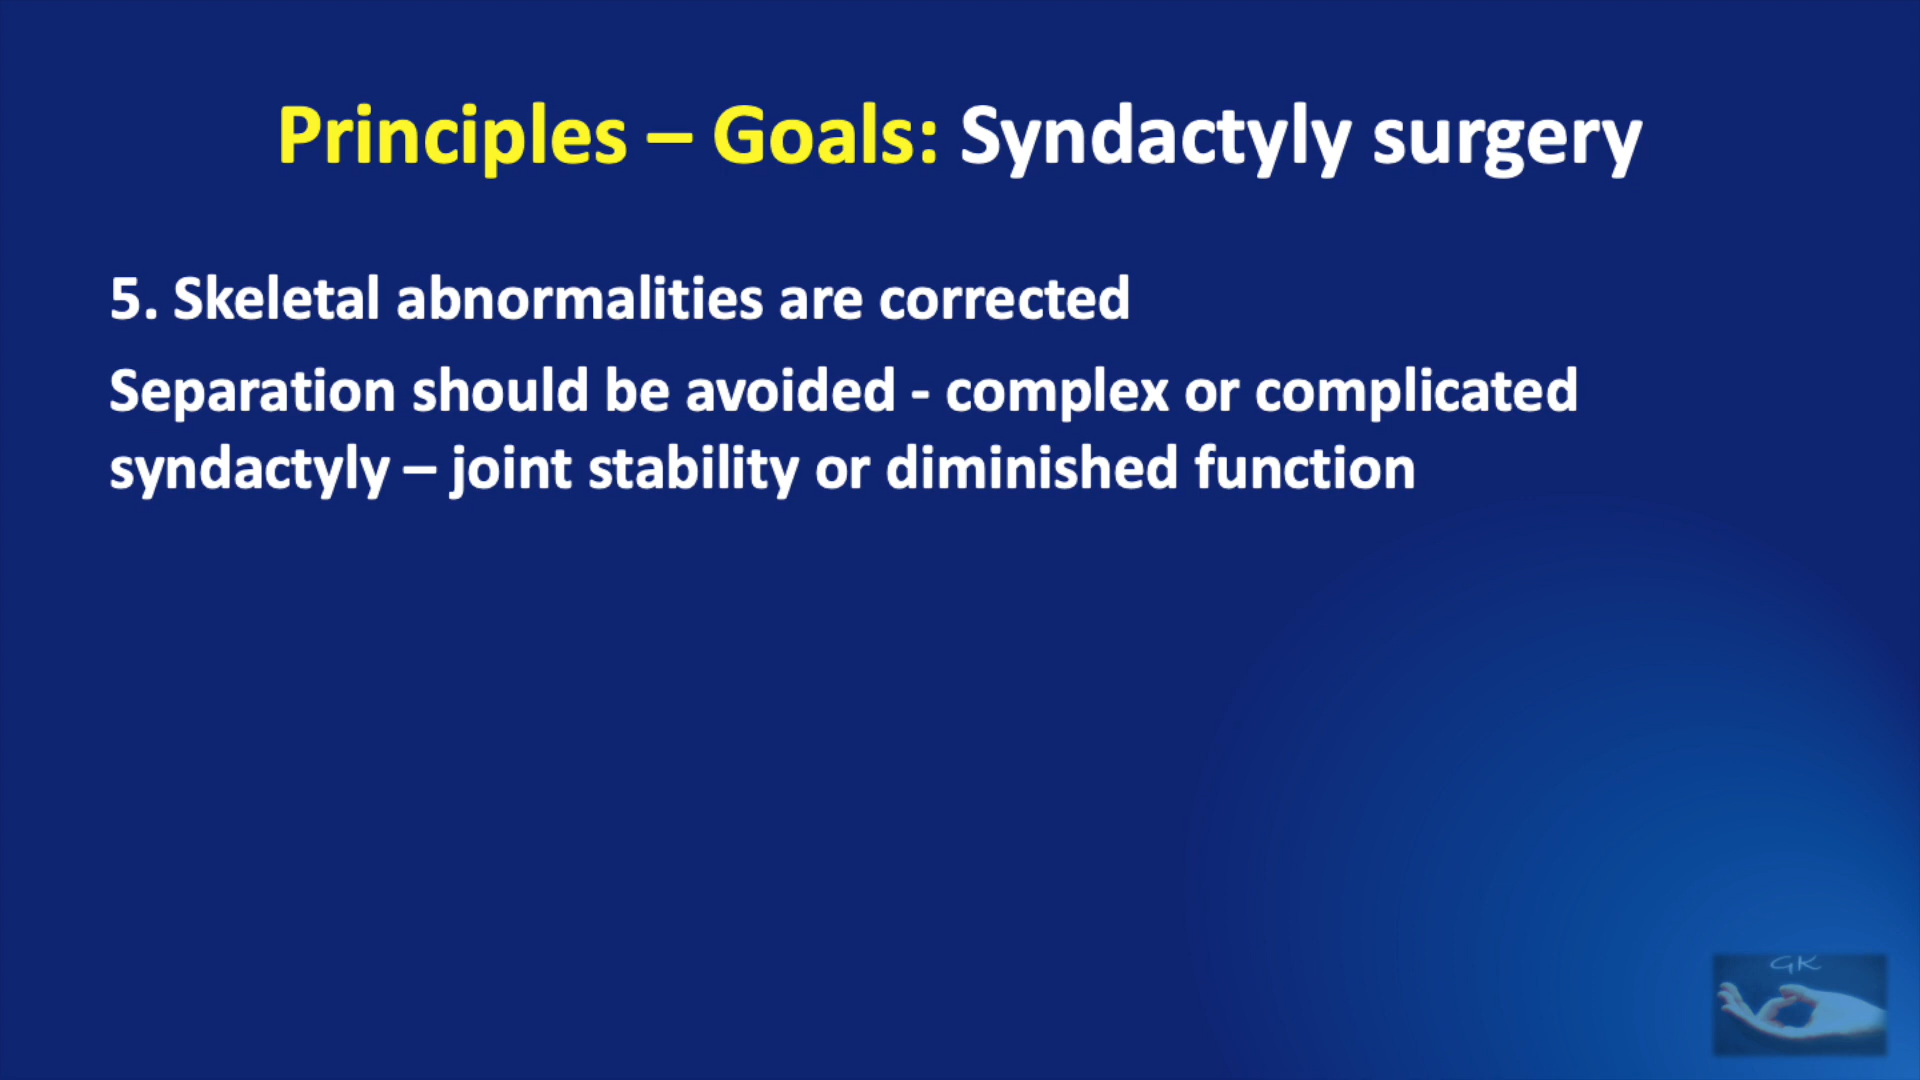 Principles – Goals: Syndactyly surgery
5. Skeletal abnormalities are corrected
Separation should be avoided - complex or complicated
syndactyly – joint stability or diminished function
GK